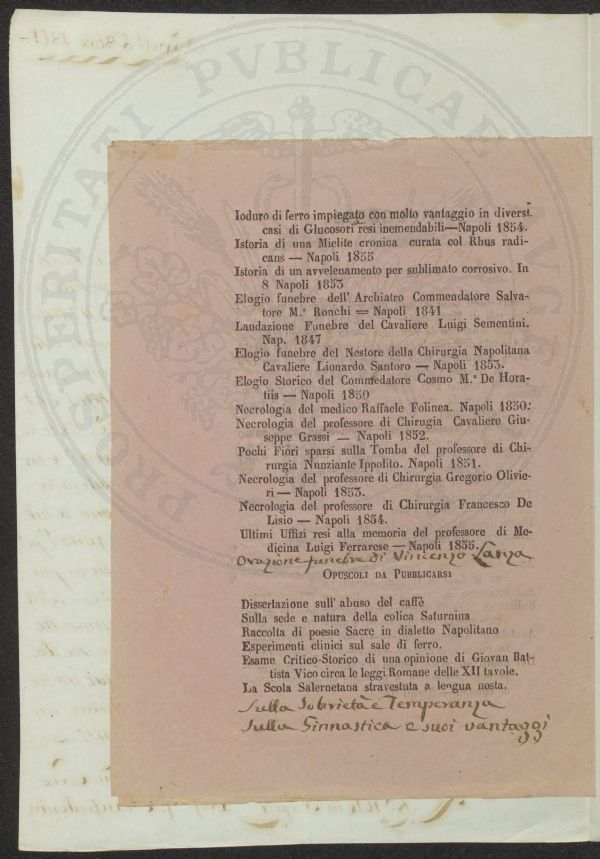 PROSPERITATI PVBLICAE
Ioduro di ferro impiegato con molto vantaggio in diversi
casi di Glucosori resi inemendabili—Napoli 1854.
Istoria di una Mielite cronica curata col Rhus radi-
cans — Napoli 1855
Istoria di un avvelenamento per sublimato corrosivo. In
8 Napoli 1853
Elogio funebre dell' Archiatro Commendatore Salva-
tore M.ª Ronchi = Napoli 1841
Laudazione Funebre del Cavaliere Luigi Sementini.
Nap. 1847
Elogio funebre del Nestore della Chirurgia Napolitana
Cavaliere Lionardo Santoro — Napoli 1853.
Elogio Storico del Commedatore Cosmo M.ª De Hora-
tiis — Napoli 1850
Necrologia del medico Raffaele Folinea. Napoli 1850.
Necrologia del professore di Chirugia Cavaliere Giu-
seppe Grassi — Napoli 1852.
Pochi Fiori sparsi sulla Tomba del professore di Chi-
rurgia Nunziante Ippolito. Napoli 1851.
Necrologia del professore di Chirurgia Gregorio Olivie-
ri — Napoli 1853.
Necrologia del professore di Chirurgia Francesco De
Lisio — Napoli 1854.
Ultimi Uffizi resi alla memoria del professore di Me-
dicina Luigi Ferrarese — Napoli 1855.
Orazione funebre di Vincenzo Lanza
OPUSCOLI DA PUBBLICARSI
Dissertazione sull' abuso del caffè
Sulla sede e natura della colica Saturnina
Raccolta di poesie Sacre in dialetto Napolitano
Esperimenti clinici sul sale di ferro.
Esame Critico-Storico di una opinione di Giovan Bat-
tista Vico circa le leggi Romane delle XII tavole.
La Scola Salernetana stravestuta a lengua nosta.
Sulla Sobrietà e Temperanza
Sulla Ginnastica e suoi vantaggi